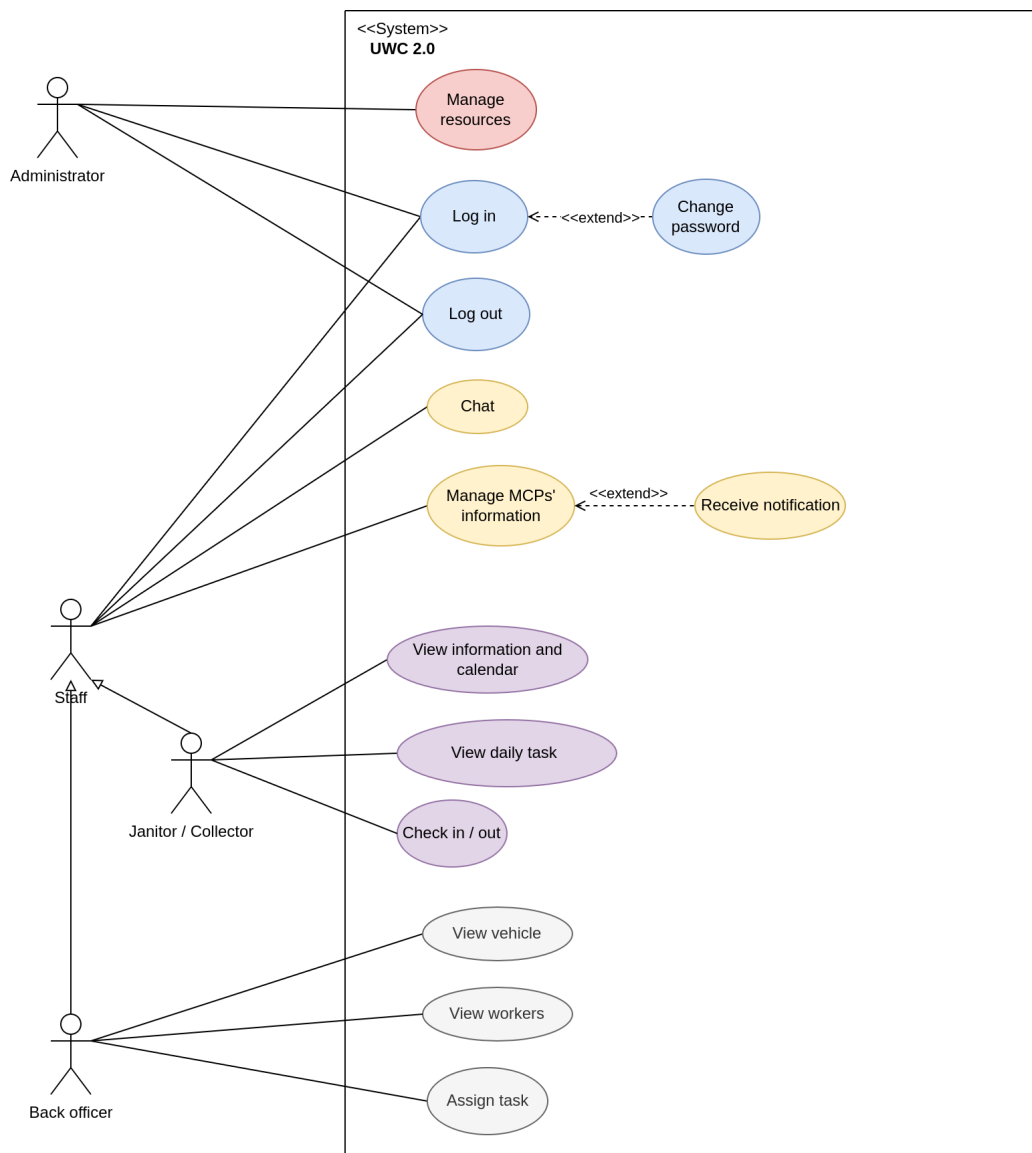 <<System>>
UWC 2.0
Manage
resources
Administrator
Log in
<<extend>>
Change
password
Log out
Chat
Manage MCPs'
information
<<extend>>
Receive notification
Staff
View information and
calendar
View daily task
Janitor / Collector
Check in / out
View vehicle
View workers
Back officer
Assign task